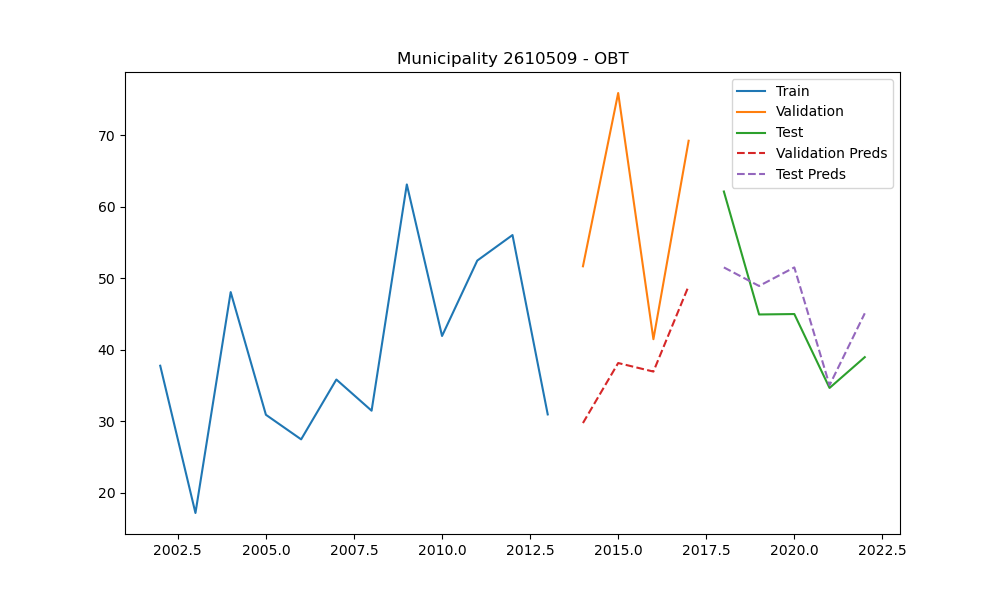 Municipality 2610509 - OBT
Train
Validation
Test
Validation Preds
Test Preds
70
60
50
40
30
20
2002.5 2005.0 2007.5 2010.0 2012.5 2015.0 2017.5 2020.0 2022.5